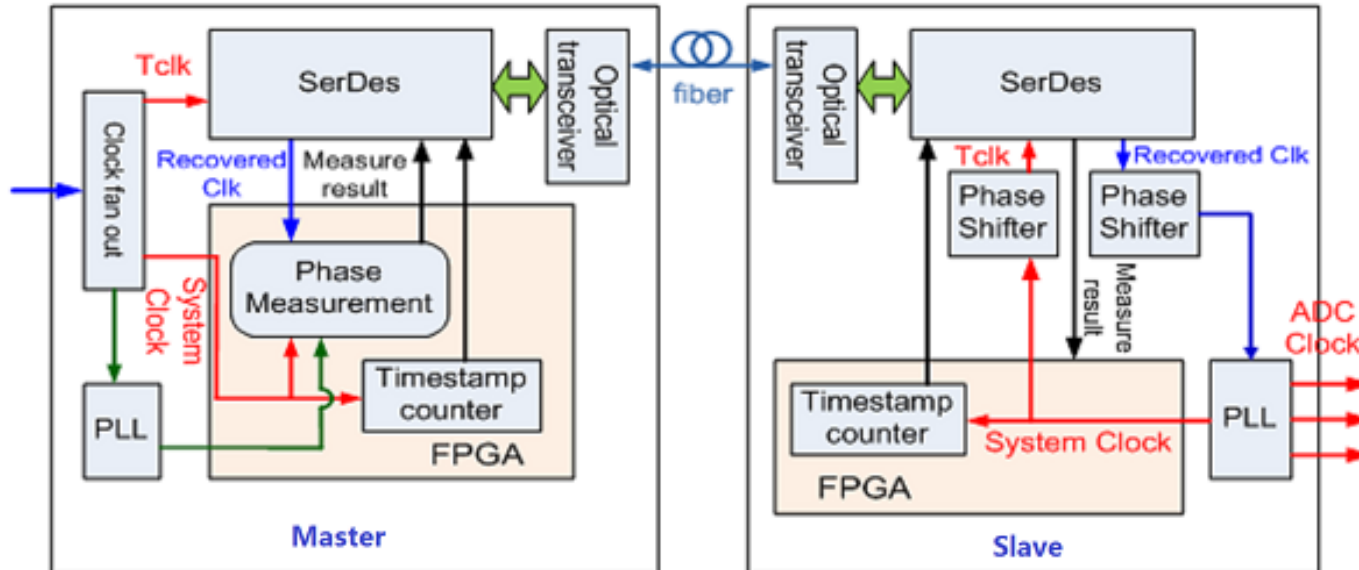 Tclk
SerDes
Optical
transceiver
Clock fan out
Recovered
Clk
Measure
result
Phase
Measurement
System
Clock
PLL
Timestamp
counter
FPGA
Master
fiber
Optical
transceiver
SerDes
Tclk
Recovered Clk
Phase
Shifter
Phase
Shifter
Measure
result
ADC
Clock
Timestamp
counter
System Clock
PLL
FPGA
Slave